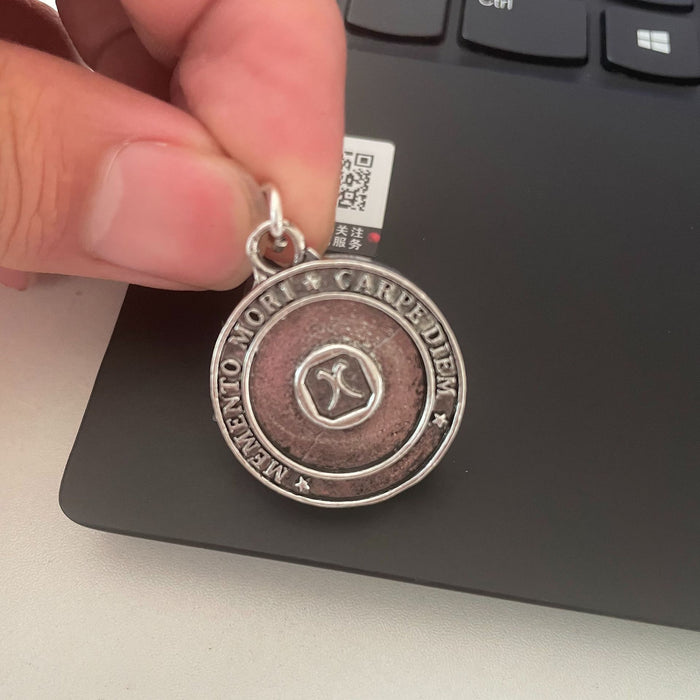 Ctrl
关注
服务
MEMENTO MORI ★ CARPE DIEM ★
★